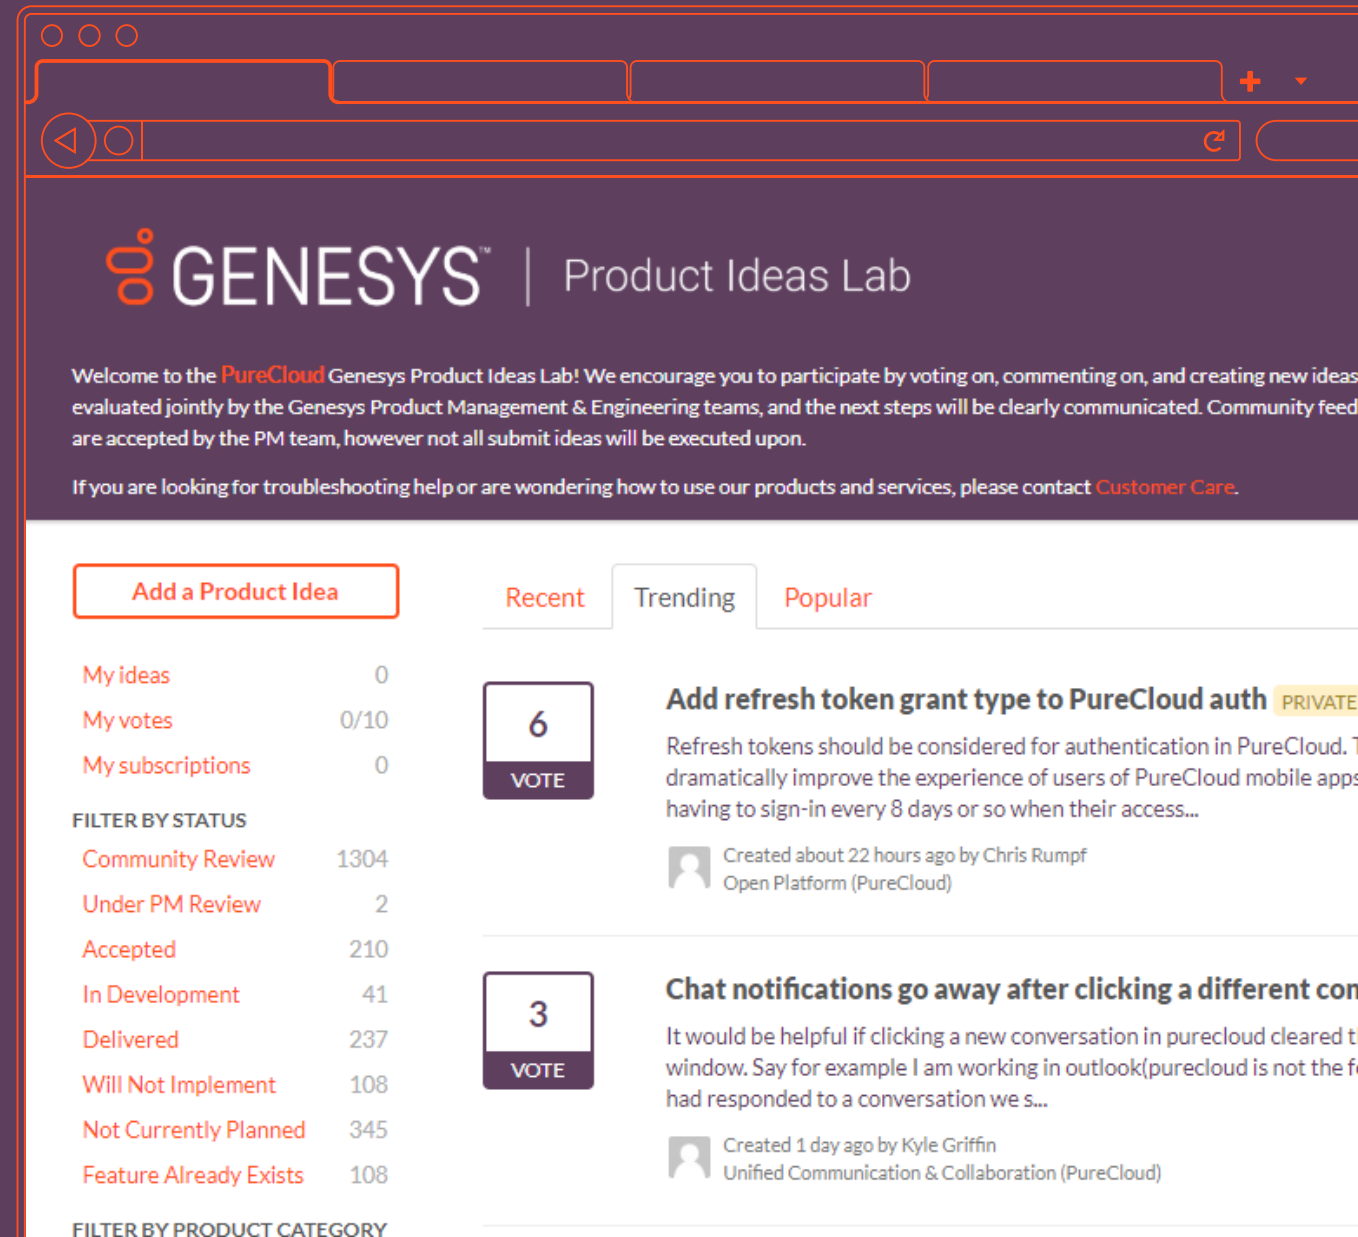 GENESYS™ | Product Ideas Lab
Welcome to the PureCloud Genesys Product Ideas Lab! We encourage you to participate by voting on, commenting on, and creating new ideas
evaluated jointly by the Genesys Product Management & Engineering teams, and the next steps will be clearly communicated. Community feed
are accepted by the PM team, however not all submit ideas will be executed upon.
If you are looking for troubleshooting help or are wondering how to use our products and services, please contact Customer Care.
Add a Product Idea
My ideas 0
My votes 0/10
My subscriptions 0
FILTER BY STATUS
Community Review 1304
Under PM Review 2
Accepted 210
In Development 41
Delivered 237
Will Not Implement 108
Not Currently Planned 345
Feature Already Exists 108
FILTER BY PRODUCT CATEGORY
Recent Trending Popular
6
VOTE
Add refresh token grant type to PureCloud auth PRIVATE
Refresh tokens should be considered for authentication in PureCloud. T
dramatically improve the experience of users of PureCloud mobile apps
having to sign-in every 8 days or so when their access...
Created about 22 hours ago by Chris Rumpf
Open Platform (PureCloud)
3
VOTE
Chat notifications go away after clicking a different con
It would be helpful if clicking a new conversation in purecloud cleared t
window. Say for example I am working in outlook(purecloud is not the f
had responded to a conversation we s...
Created 1 day ago by Kyle Griffin
Unified Communication & Collaboration (PureCloud)